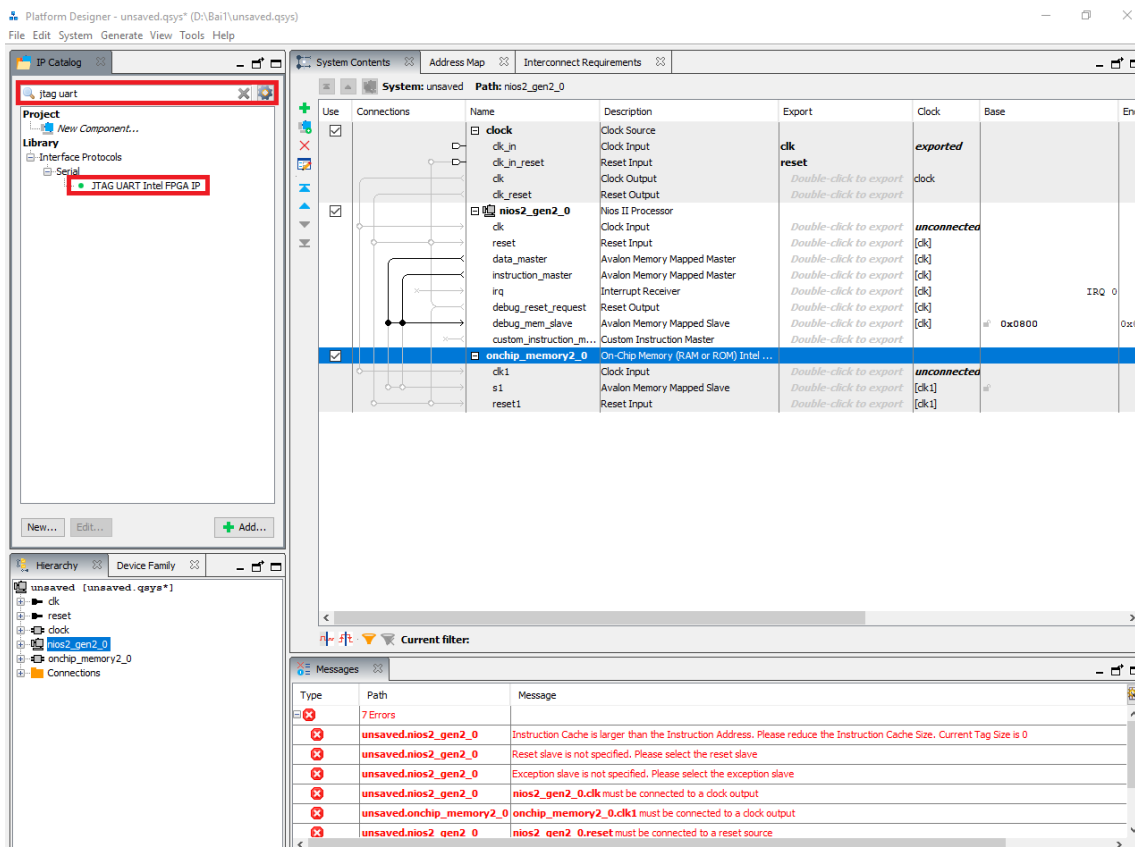 Platform Designer - unsaved.qsys* (D:\Bai1\unsaved.qsys)
File Edit System Generate View Tools Help
IP Catalog
jtag uart
Project
New Component...
Library
Interface Protocols
Serial
JTAG UART Intel FPGA IP
New... Edit... Add...
System Contents Address Map Interconnect Requirements
System: unsaved Path: nios2_gen2_0
Use Connections Name Description Export Clock Base En
clock Clock Source
clk_in Clock Input clk exported
clk_in_reset Reset Input reset
clk Clock Output Double-click to export clock
clk_reset Reset Output Double-click to export
nios2_gen2_0 Nios II Processor
clk Clock Input Double-click to export unconnected
reset Reset Input Double-click to export [clk]
data_master Avalon Memory Mapped Master Double-click to export [clk]
instruction_master Avalon Memory Mapped Master Double-click to export [clk]
irq Interrupt Receiver Double-click to export [clk] IRQ 0
debug_reset_request Reset Output Double-click to export [clk]
debug_mem_slave Avalon Memory Mapped Slave Double-click to export [clk] 0x0800 0x
custom_instruction_m... Custom Instruction Master Double-click to export
onchip_memory2_0 On-Chip Memory (RAM or ROM) Intel ...
clk1 Clock Input Double-click to export unconnected
s1 Avalon Memory Mapped Slave Double-click to export [clk1]
reset1 Reset Input Double-click to export [clk1]
Current filter:
Hierarchy Device Family
unsaved [unsaved.qsys*]
clk
reset
clock
nios2_gen2_0
onchip_memory2_0
Connections
Messages
Type Path Message
7 Errors
unsaved.nios2_gen2_0 Instruction Cache is larger than the Instruction Address. Please reduce the Instruction Cache Size. Current Tag Size is 0
unsaved.nios2_gen2_0 Reset slave is not specified. Please select the reset slave
unsaved.nios2_gen2_0 Exception slave is not specified. Please select the exception slave
unsaved.nios2_gen2_0 nios2_gen2_0.clk must be connected to a clock output
unsaved.onchip_memory2_0 onchip_memory2_0.clk1 must be connected to a clock output
unsaved.nios2_gen2_0 nios2_gen2_0.reset must be connected to a reset source